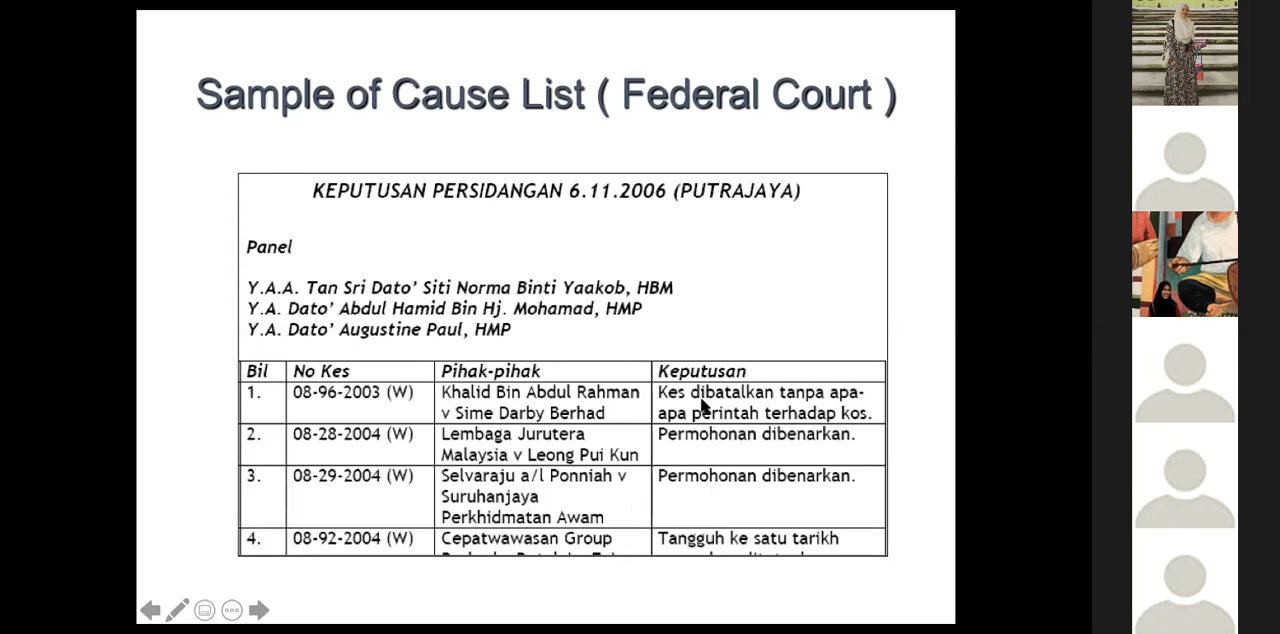 Sample of Cause List ( Federal Court )
KEPUTUSAN PERSIDANGAN 6.11.2006 (PUTRAJAYA)
Panel
Y.A.A. Tan Sri Dato' Siti Norma Binti Yaakob, HBM
Y.A. Dato' Abdul Hamid Bin Hj. Mohamad, HMP
Y.A. Dato' Augustine Paul, HMP
Bil No Kes Pihak-pihak Keputusan
1. 08-96-2003 (W) Khalid Bin Abdul Rahman Kes dibatalkan tanpa apa-
v Sime Darby Berhad apa perintah terhadap kos.
2. 08-28-2004 (W) Lembaga Jurutera Permohonan dibenarkan.
Malaysia v Leong Pui Kun
3. 08-29-2004 (W) Selvaraju a/l Ponniah v Permohonan dibenarkan.
Suruhanjaya
Perkhidmatan Awam
4. 08-92-2004 (W) Cepatwawasan Group Tangguh ke satu tarikh